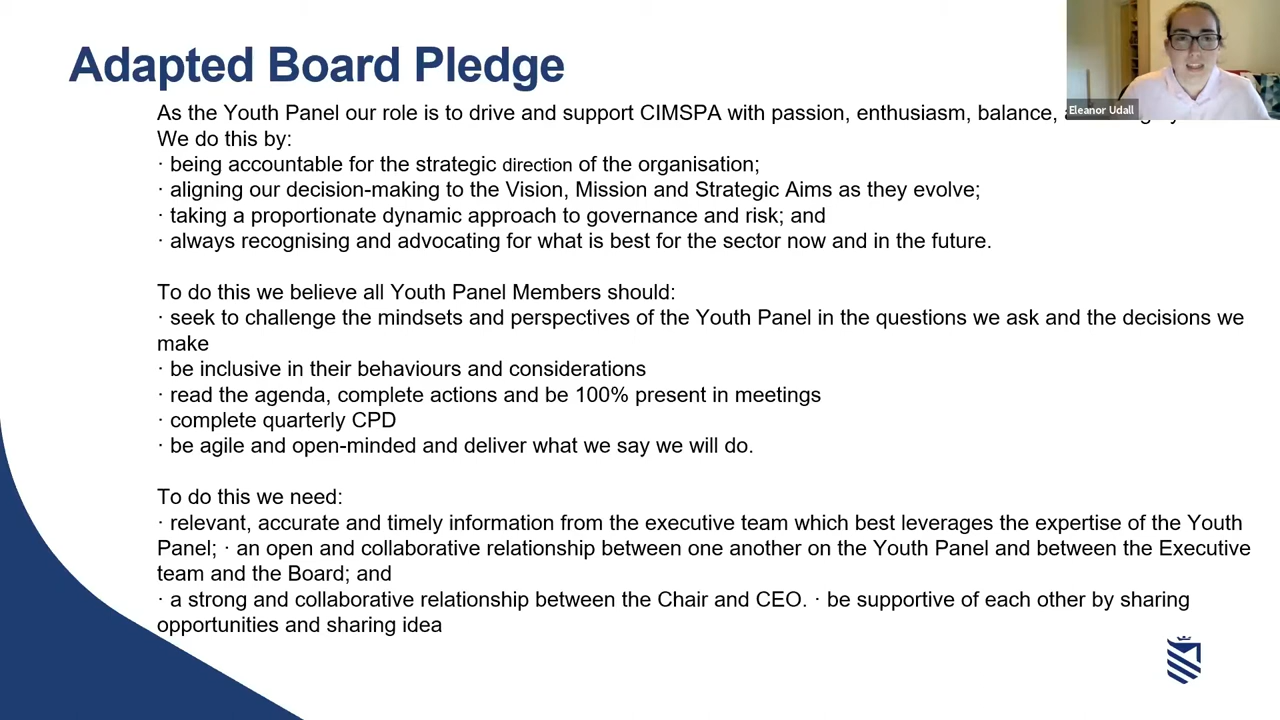 Adapted Board Pledge
Eleanor Udall
As the Youth Panel our role is to drive and support CIMSPA with passion, enthusiasm, balance,
We do this by:
· being accountable for the strategic direction of the organisation;
· aligning our decision-making to the Vision, Mission and Strategic Aims as they evolve;
· taking a proportionate dynamic approach to governance and risk; and
· always recognising and advocating for what is best for the sector now and in the future.
To do this we believe all Youth Panel Members should:
· seek to challenge the mindsets and perspectives of the Youth Panel in the questions we ask and the decisions we
make
· be inclusive in their behaviours and considerations
· read the agenda, complete actions and be 100% present in meetings
· complete quarterly CPD
· be agile and open-minded and deliver what we say we will do.
To do this we need:
· relevant, accurate and timely information from the executive team which best leverages the expertise of the Youth
Panel; · an open and collaborative relationship between one another on the Youth Panel and between the Executive
team and the Board; and
· a strong and collaborative relationship between the Chair and CEO. · be supportive of each other by sharing
opportunities and sharing idea